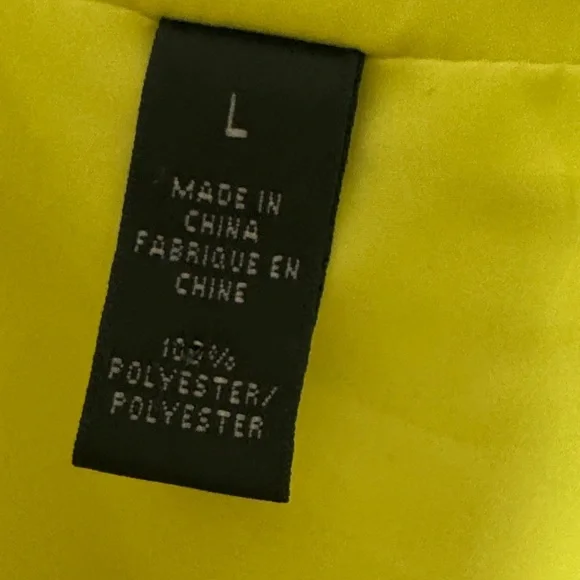 L
MADE IN
CHINA
FABRIQUE EN
CHINE
100%
POLYESTER/
POLYESTER